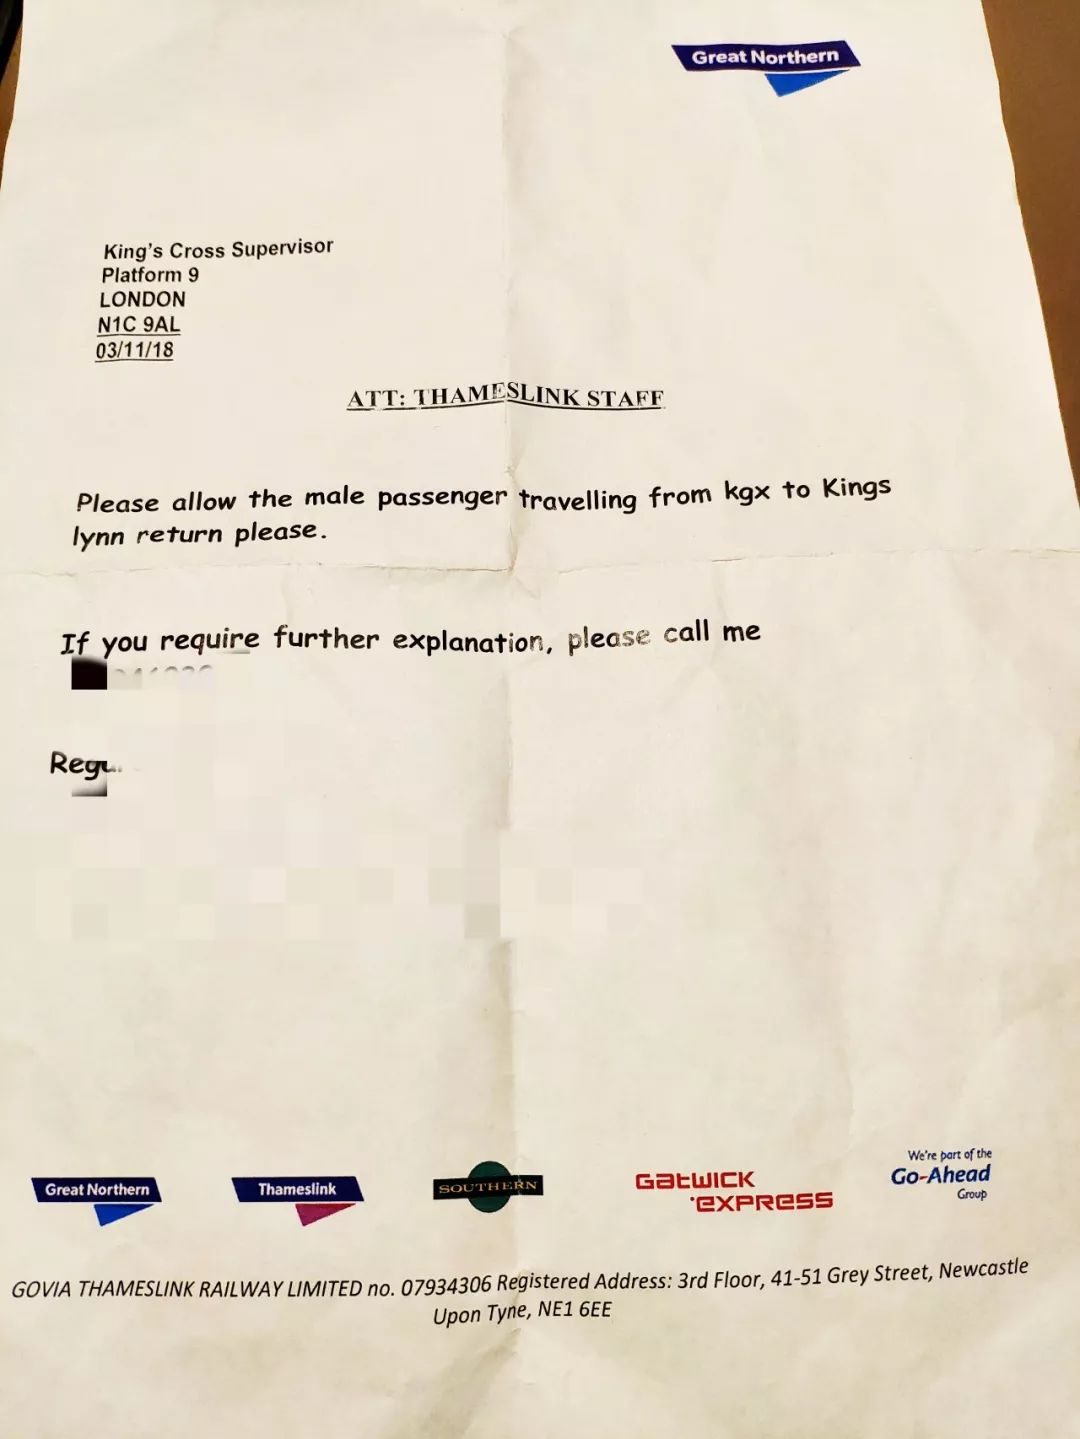 Great Northern
King's Cross Supervisor
Platform 9
LONDON
N1C 9AL
03/11/18
ATT: THAMESLINK STAFF
Please allow the male passenger travelling from kgx to Kings
lynn return please.
If you require further explanation, please call me
Great Northern
Thameslink
SOUTHERN
GatWICK
EXPRESS
We're part of the
Go-Ahead
Group
GOVIA THAMESLINK RAILWAY LIMITED no. 07934306 Registered Address: 3rd Floor, 41-51 Grey Street, Newcastle
Upon Tyne, NE1 6EE